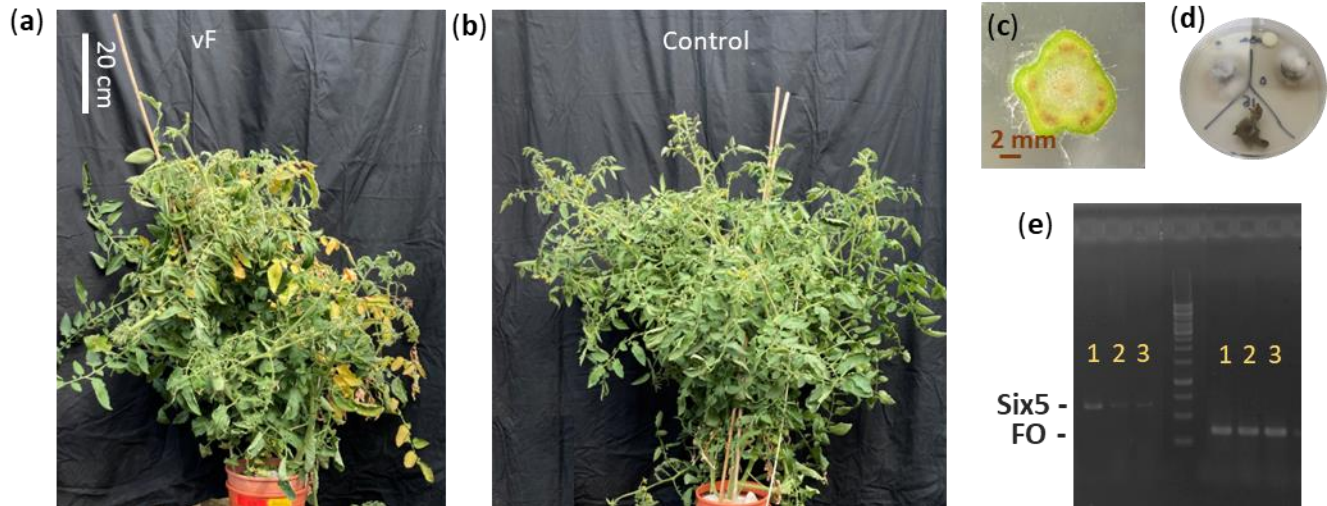 (a)
vF
20 cm
(b)
Control
(c)
2 mm
(d)
(e)
1 2 3
1 2 3
Six5 -
FO -